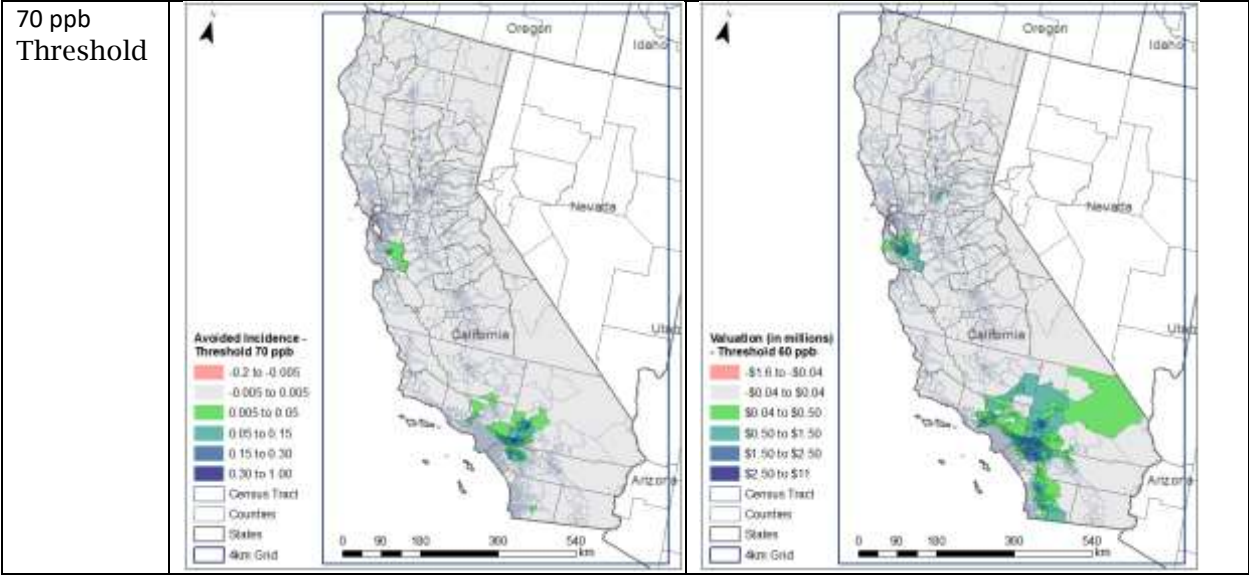 70 ppb
Threshold
Oregon
Idaho
Nevada
California
Utah
Arizona
Avoided Incidence -
Threshold 70 ppb
-0.2 to -0.005
-0.005 to 0.005
0.005 to 0.05
0.05 to 0.15
0.15 to 0.30
0.30 to 1.00
Census Tract
Counties
States
4km Grid
0 90 180 360 540
km
Oregon
Idaho
Nevada
California
Utah
Arizona
Valuation (in millions)
- Threshold 60 ppb
-$1.6 to -$0.04
-$0.04 to $0.04
$0.04 to $0.50
$0.50 to $1.50
$1.50 to $2.50
$2.50 to $11
Census Tract
Counties
States
4km Grid
0 90 180 360 540
km